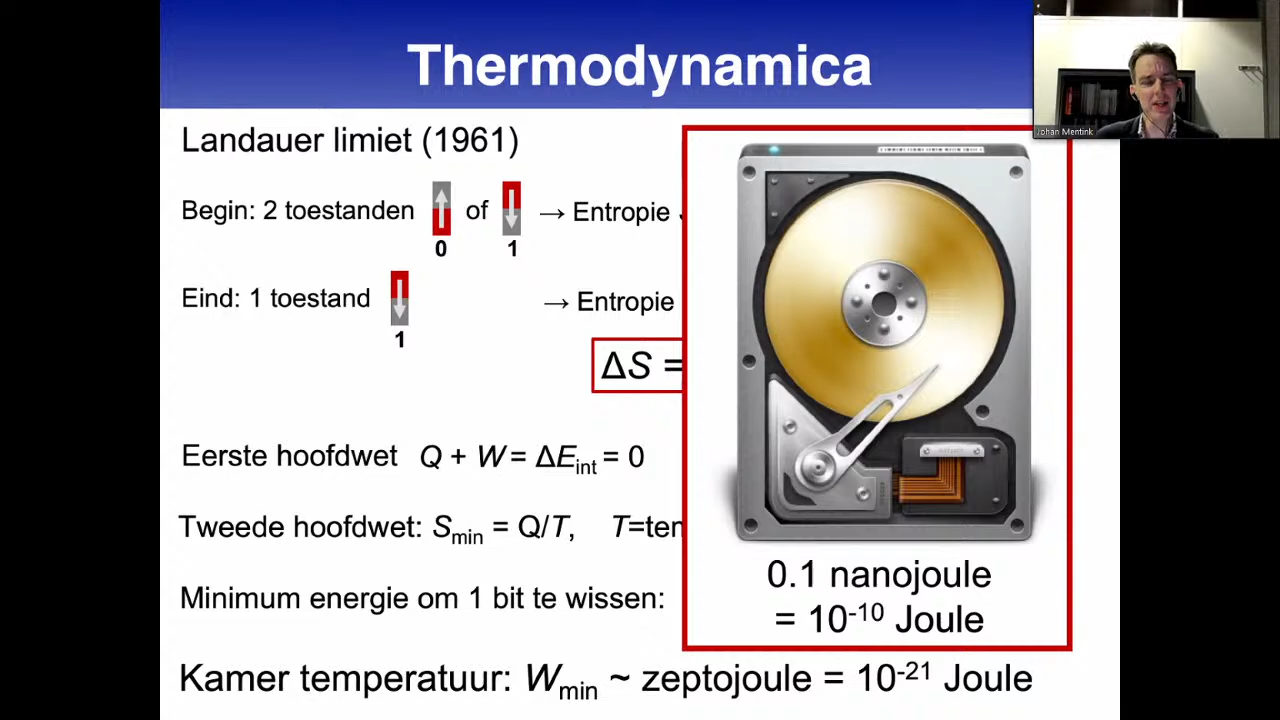 Thermodynamica
Johan Mentink
Landauer limiet (1961)
Begin: 2 toestanden of → Entropie
0 1
Eind: 1 toestand → Entropie
1
ΔS =
Eerste hoofdwet Q + W = ΔE_int = 0
Tweede hoofdwet: S_min = Q/T, T=tem
Minimum energie om 1 bit te wissen:
0.1 nanojoule
= 10⁻¹⁰ Joule
Kamer temperatuur: W_min ~ zeptojoule = 10⁻²¹ Joule